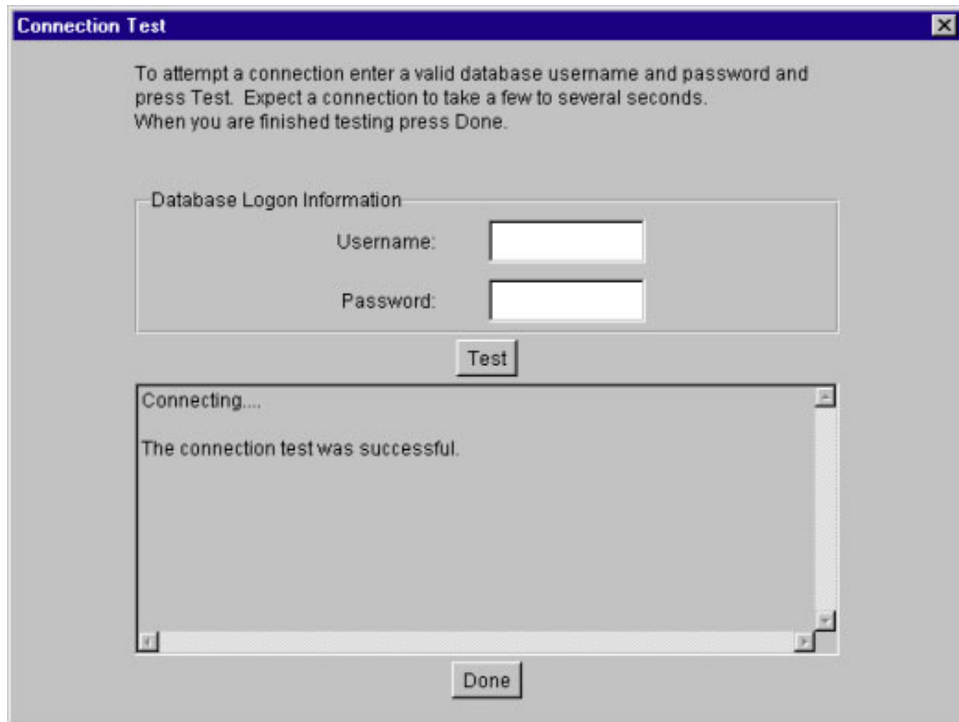 Connection Test
To attempt a connection enter a valid database username and password and
press Test. Expect a connection to take a few to several seconds.
When you are finished testing press Done.
Database Logon Information
Username:
Password:
Test
Connecting....
The connection test was successful.
Done